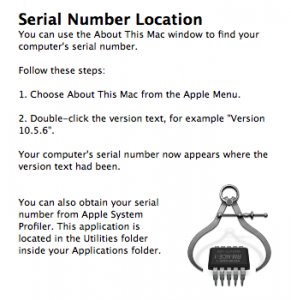 Serial Number Location
You can use the About This Mac window to find your
computer's serial number.
Follow these steps:
1. Choose About This Mac from the Apple Menu.
2. Double-click the version text, for example "Version
10.5.6".
Your computer's serial number now appears where the
version text had been.
You can also obtain your serial
number from Apple System
Profiler. This application is
located in the Utilities folder
inside your Applications folder.